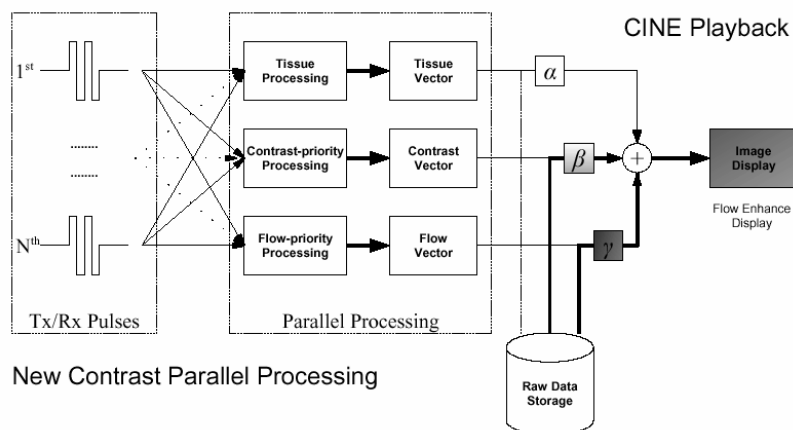 CINE Playback
1st
Tissue
Processing
Tissue
Vector
α
Contrast-priority
Processing
Contrast
Vector
β
+
Image
Display
Flow Enhance
Display
Nth
Flow-priority
Processing
Flow
Vector
γ
Tx/Rx Pulses
Parallel Processing
New Contrast Parallel Processing
Raw Data
Storage